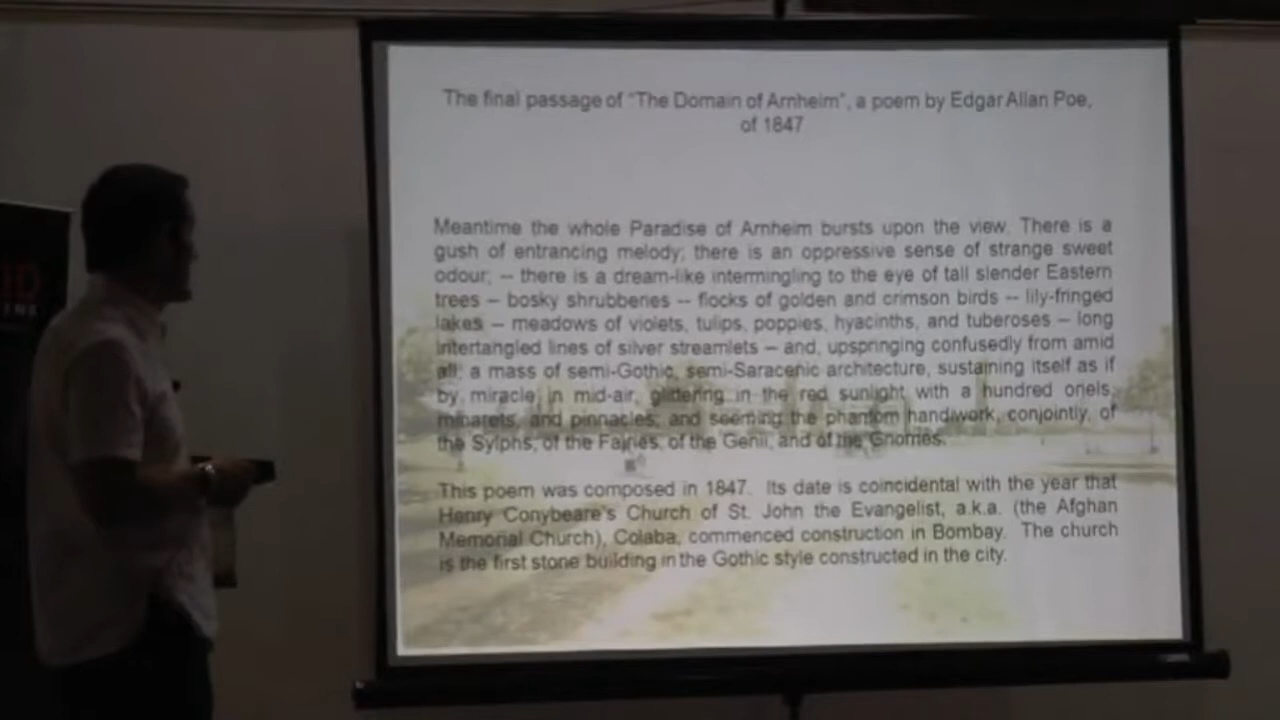 The final passage of "The Domain of Arnheim", a poem by Edgar Allan Poe,
of 1847
Meantime the whole Paradise of Arnheim bursts upon the view. There is a
gush of entrancing melody; there is an oppressive sense of strange sweet
odour; -- there is a dream-like intermingling to the eye of tall slender Eastern
trees -- bosky shrubberies -- flocks of golden and crimson birds -- lily-fringed
lakes -- meadows of violets, tulips, poppies, hyacinths, and tuberoses -- long
intertangled lines of silver streamlets -- and, upspringing confusedly from amid
all, a mass of semi-Gothic, semi-Saracenic architecture, sustaining itself as if
by miracle in mid-air, glittering in the red sunlight with a hundred oriels,
minarets, and pinnacles; and seeming the phantom handiwork, conjointly, of
the Sylphs, of the Fairies, of the Genii, and of the Gnomes.
This poem was composed in 1847. Its date is coincidental with the year that
Henry Conybeare's Church of St. John the Evangelist, a.k.a. (the Afghan
Memorial Church), Colaba, commenced construction in Bombay. The church
is the first stone building in the Gothic style constructed in the city.